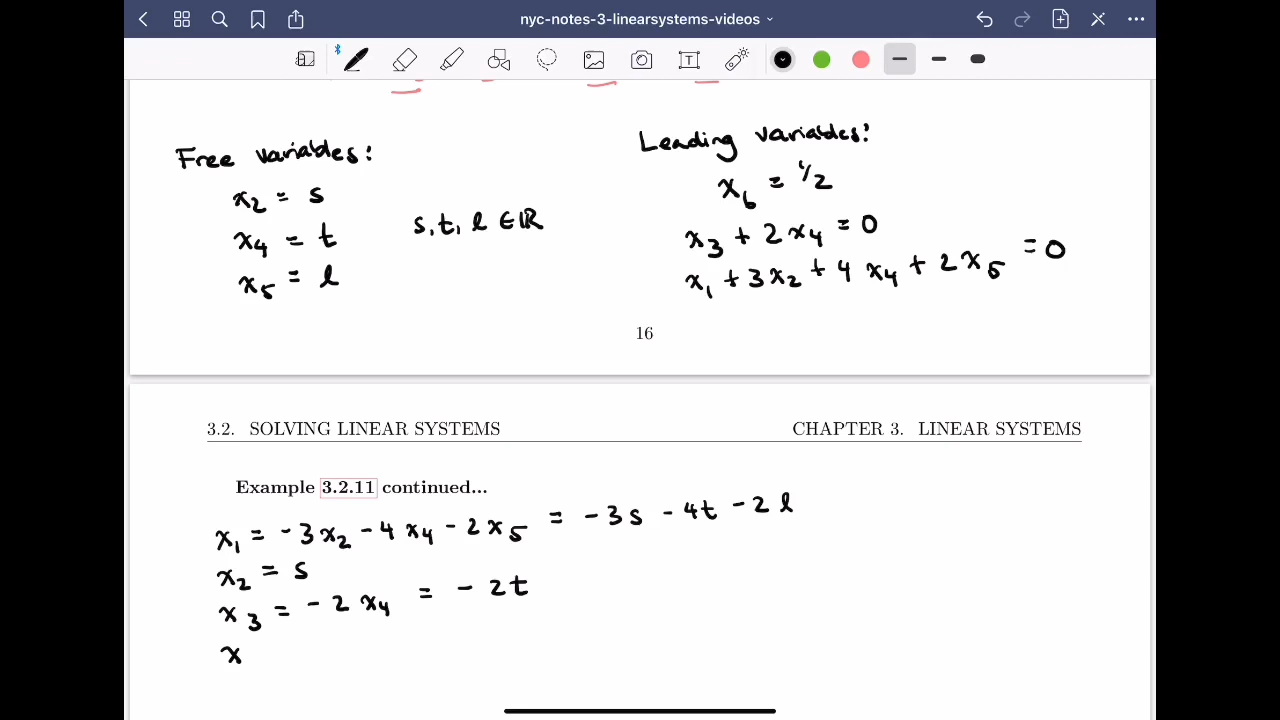 nyc-notes-3-linearsystems-videos
Free variables:
x₂ = s
x₄ = t
x₅ = l
s, t, l ∈ ℝ
Leading variables:
x₆ = 1/2
x₃ + 2x₄ = 0
x₁ + 3x₂ + 4x₄ + 2x₅ = 0
16
3.2. SOLVING LINEAR SYSTEMS CHAPTER 3. LINEAR SYSTEMS
Example 3.2.11 continued...
x₁ = -3x₂ - 4x₄ - 2x₅ = -3s - 4t - 2l
x₂ = s
x₃ = -2x₄ = -2t
x